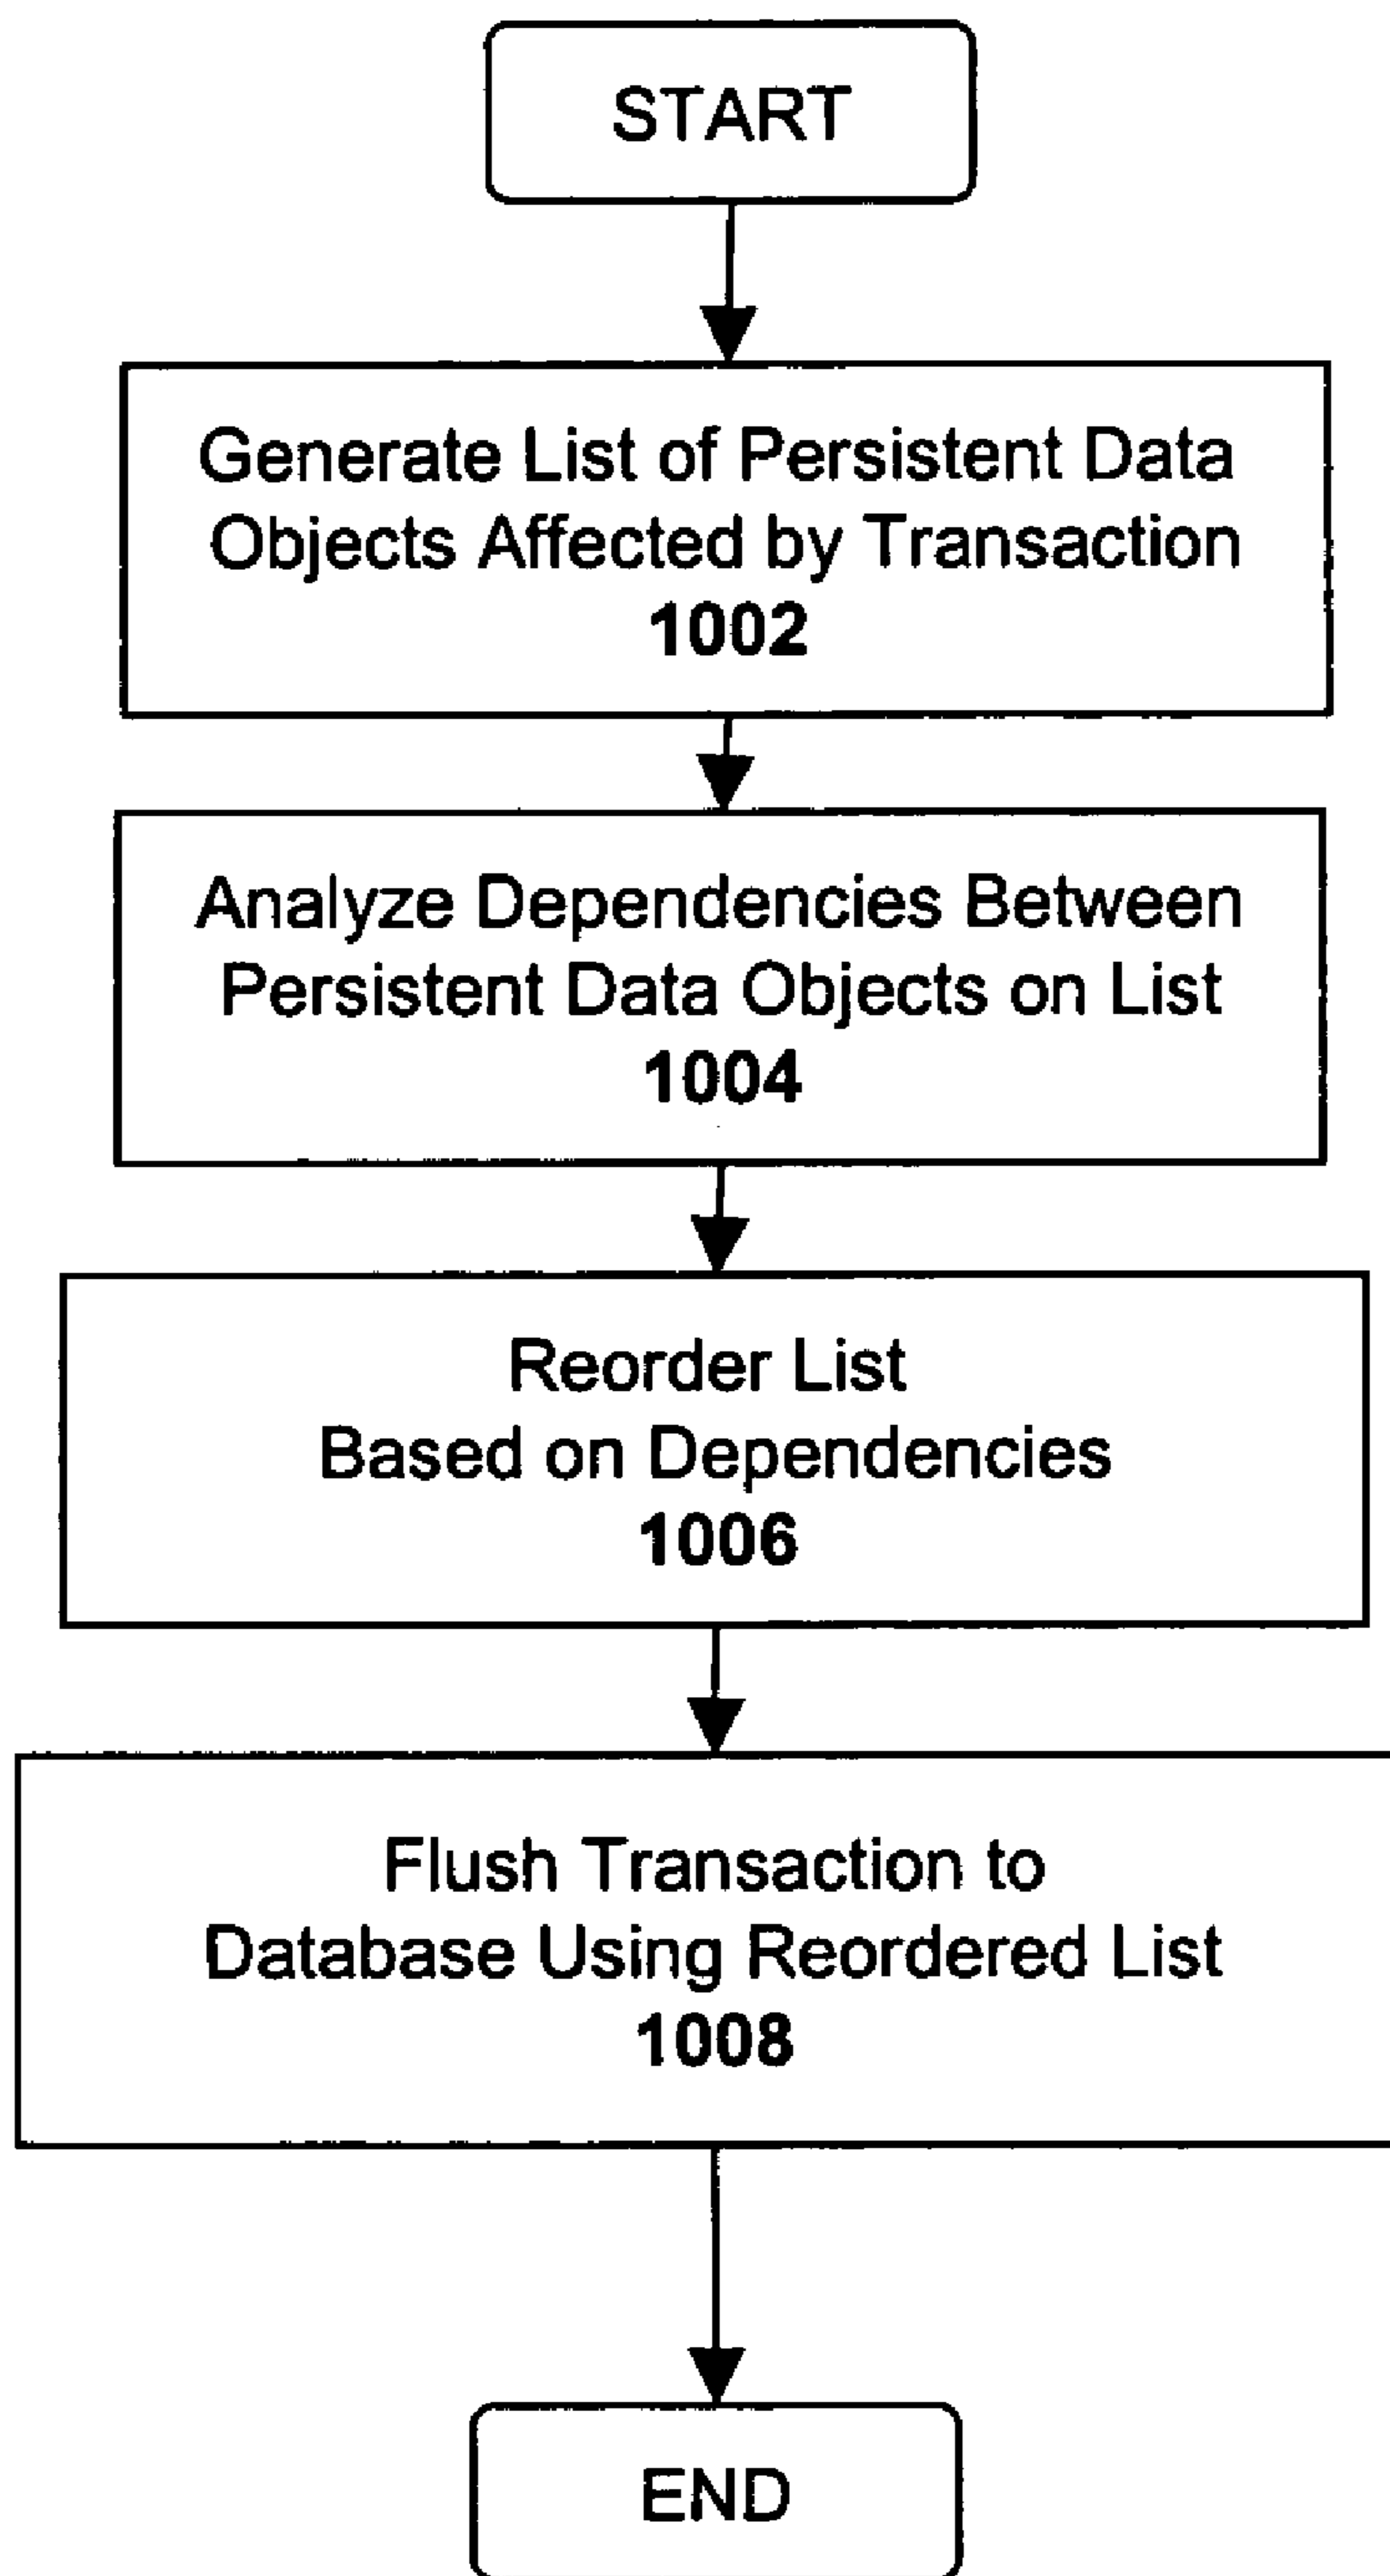 START
Generate List of Persistent Data
Objects Affected by Transaction
1002
Analyze Dependencies Between
Persistent Data Objects on List
1004
Reorder List
Based on Dependencies
1006
Flush Transaction to
Database Using Reordered List
1008
END